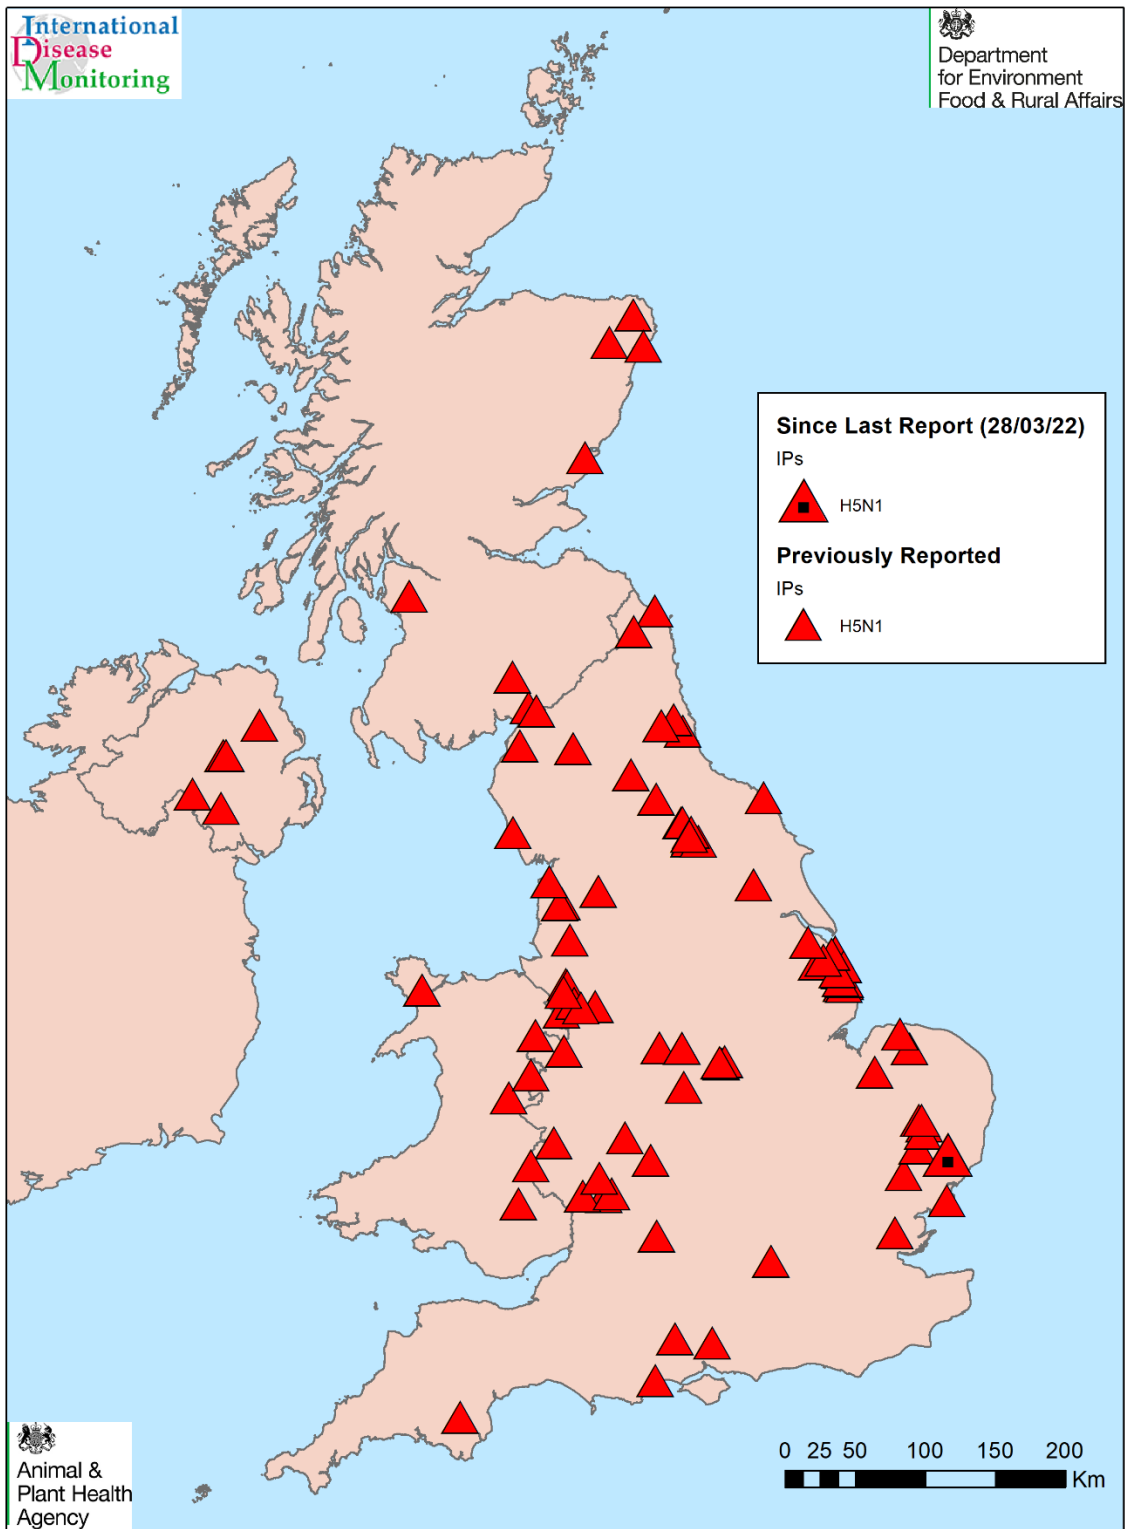 International
Disease
Monitoring
Department
for Environment
Food & Rural Affairs
Since Last Report (28/03/22)
IPs
H5N1
Previously Reported
IPs
H5N1
0 25 50 100 150 200
Km
Animal &
Plant Health
Agency